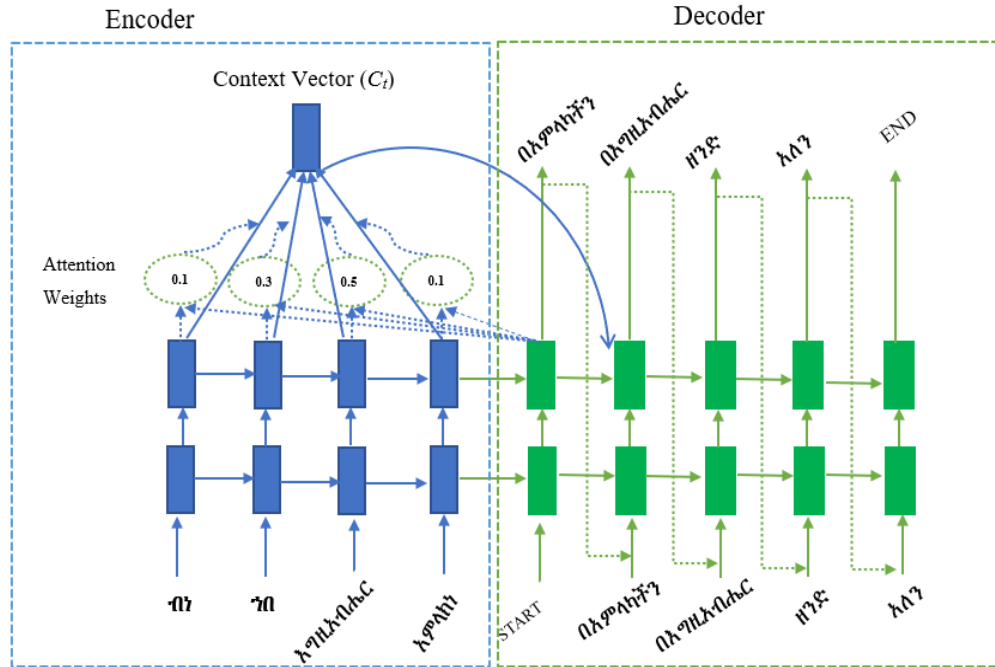 Encoder
Decoder
Context Vector (Ct)
Attention
Weights
0.1
0.3
0.5
0.1
በአምላካችን
በእግዚአብሔር
ዘንድ
አለን
END
ብነ
ኀበ
እግዚአብሔር
አምላክነ
START
በአምላካችን
በእግዚአብሔር
ዘንድ
አለን